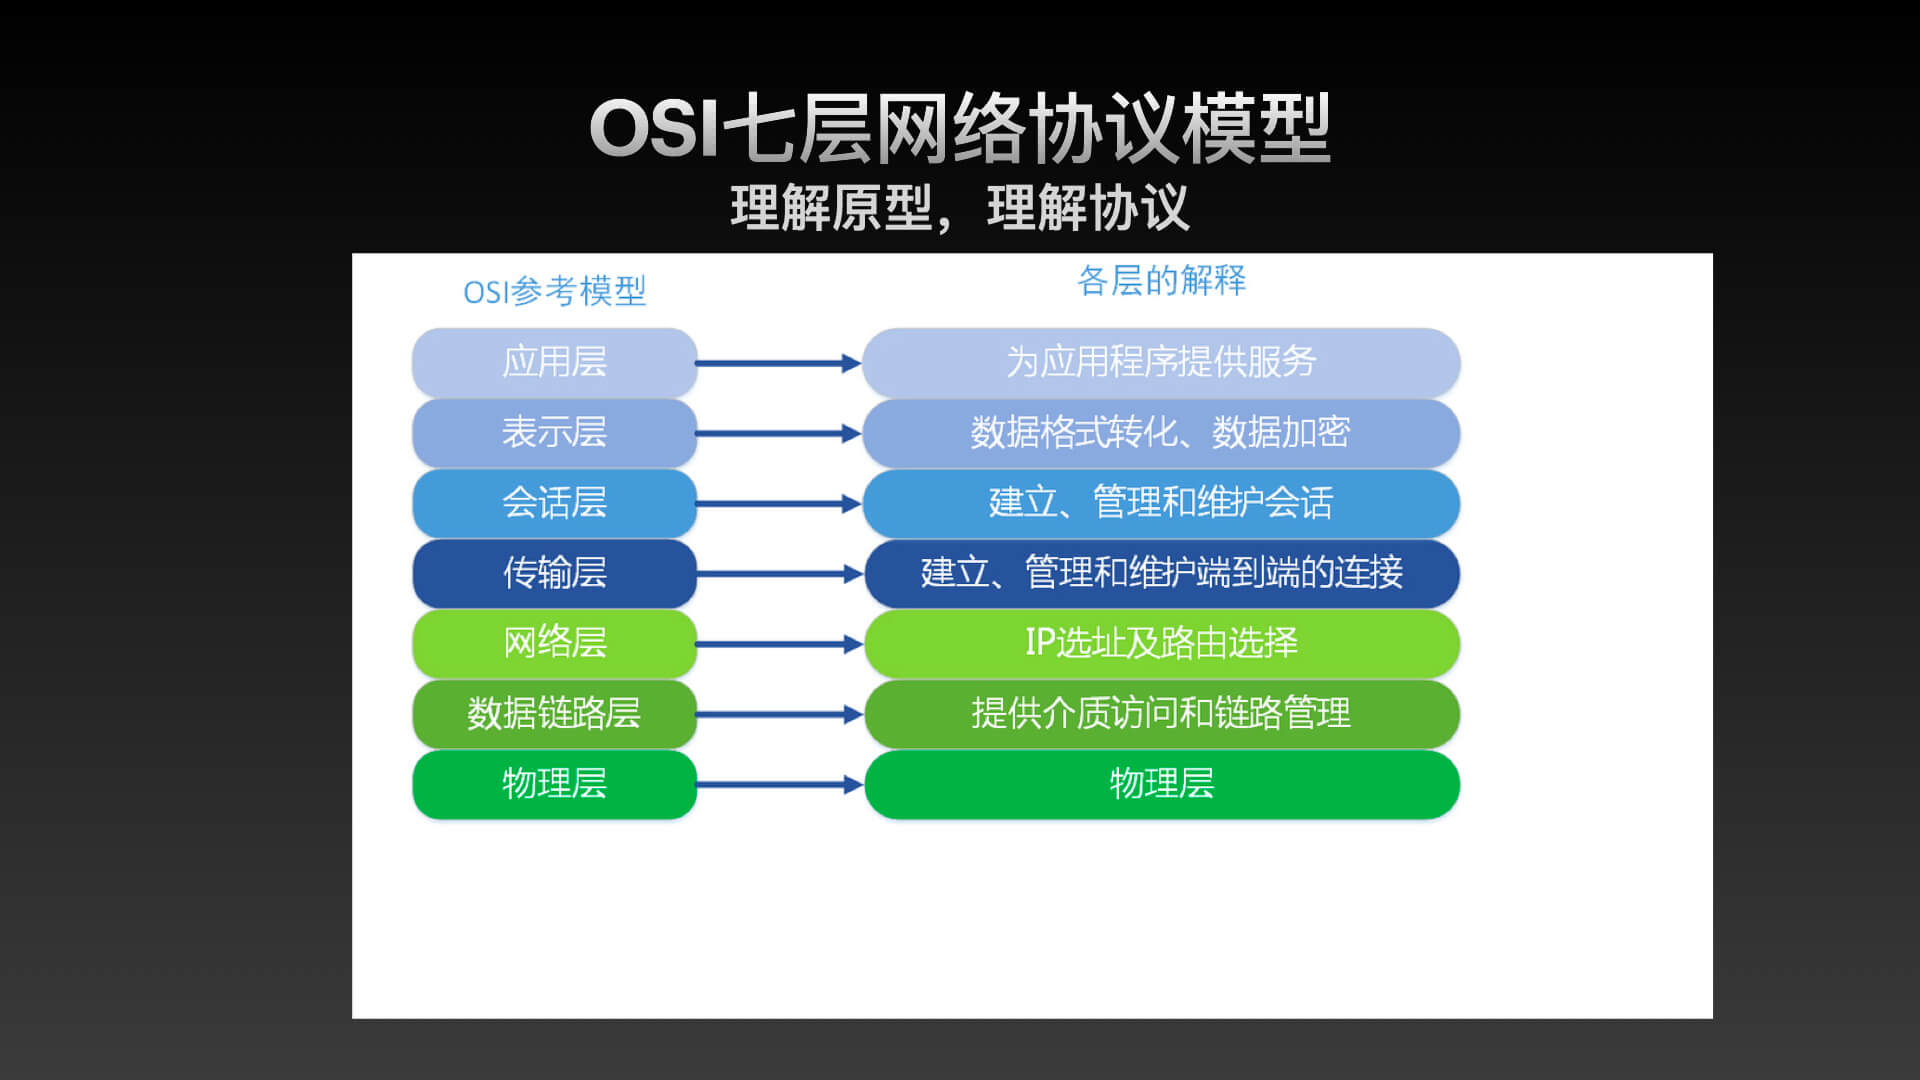 OSI七层网络协议模型
理解原型，理解协议
OSI参考模型
各层的解释
应用层
为应用程序提供服务
表示层
数据格式转化、数据加密
会话层
建立、管理和维护会话
传输层
建立、管理和维护端到端的连接
网络层
IP选址及路由选择
数据链路层
提供介质访问和链路管理
物理层
物理层